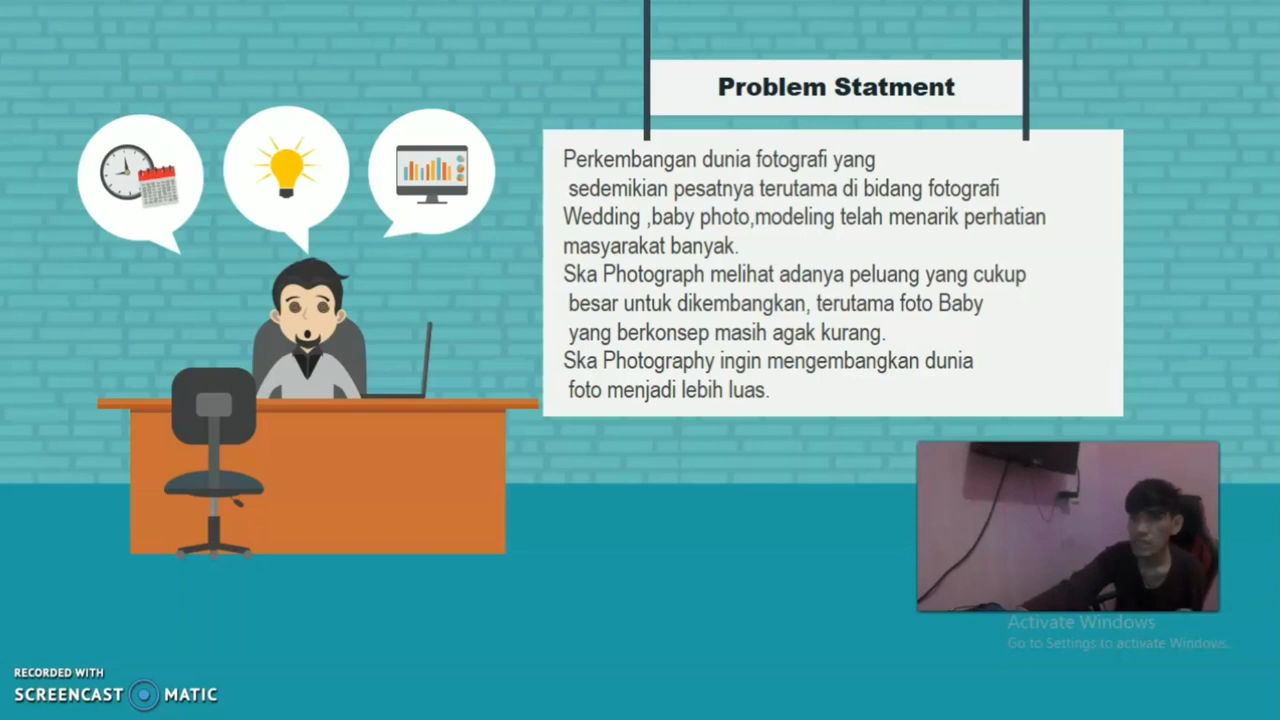 Problem Statment
Perkembangan dunia fotografi yang
sedemikian pesatnya terutama di bidang fotografi
Wedding ,baby photo,modeling telah menarik perhatian
masyarakat banyak.
Ska Photograph melihat adanya peluang yang cukup
besar untuk dikembangkan, terutama foto Baby
yang berkonsep masih agak kurang.
Ska Photography ingin mengembangkan dunia
foto menjadi lebih luas.
Activate Windows
Go to Settings to activate Windows.
RECORDED WITH
SCREENCAST MATIC